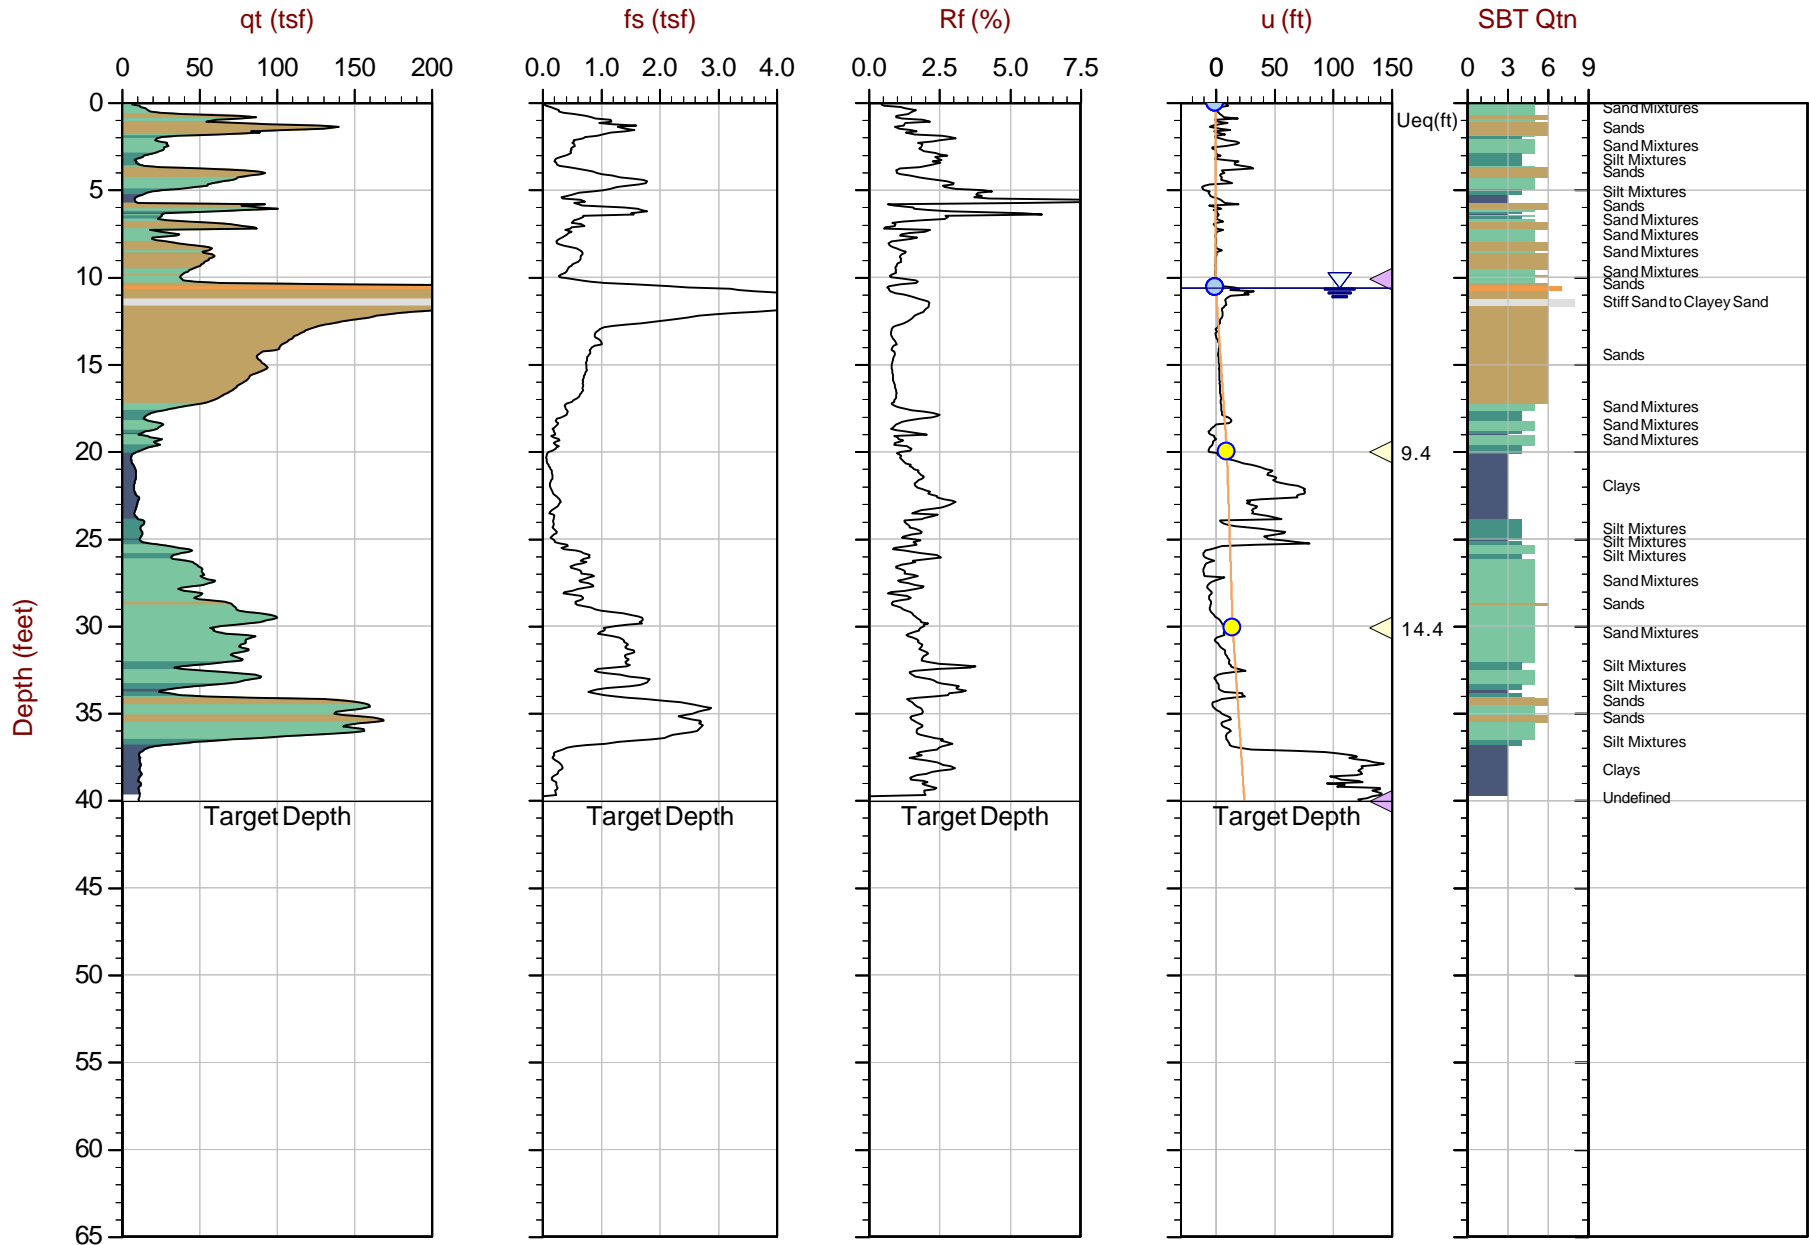 qt (tsf) fs (tsf) Rf (%) u (ft) SBT Qtn
0 50 100 150 200 0.0 1.0 2.0 3.0 4.0 0.0 2.5 5.0 7.5 0 50 100 150 0 3 6 9
Depth (feet)
0
5
10
15
20
25
30
35
40
45
50
55
60
65
Target Depth
Target Depth
Target Depth
Target Depth
Ueq(ft)
9.4
14.4
Sand Mixtures
Sands
Sand Mixtures
Silt Mixtures
Sands
Silt Mixtures
Sands
Sand Mixtures
Sand Mixtures
Sand Mixtures
Sand Mixtures
Sands
Stiff Sand to Clayey Sand
Sands
Sand Mixtures
Sand Mixtures
Sand Mixtures
Clays
Silt Mixtures
Silt Mixtures
Silt Mixtures
Sand Mixtures
Sands
Sand Mixtures
Silt Mixtures
Silt Mixtures
Sands
Sands
Silt Mixtures
Clays
Undefined